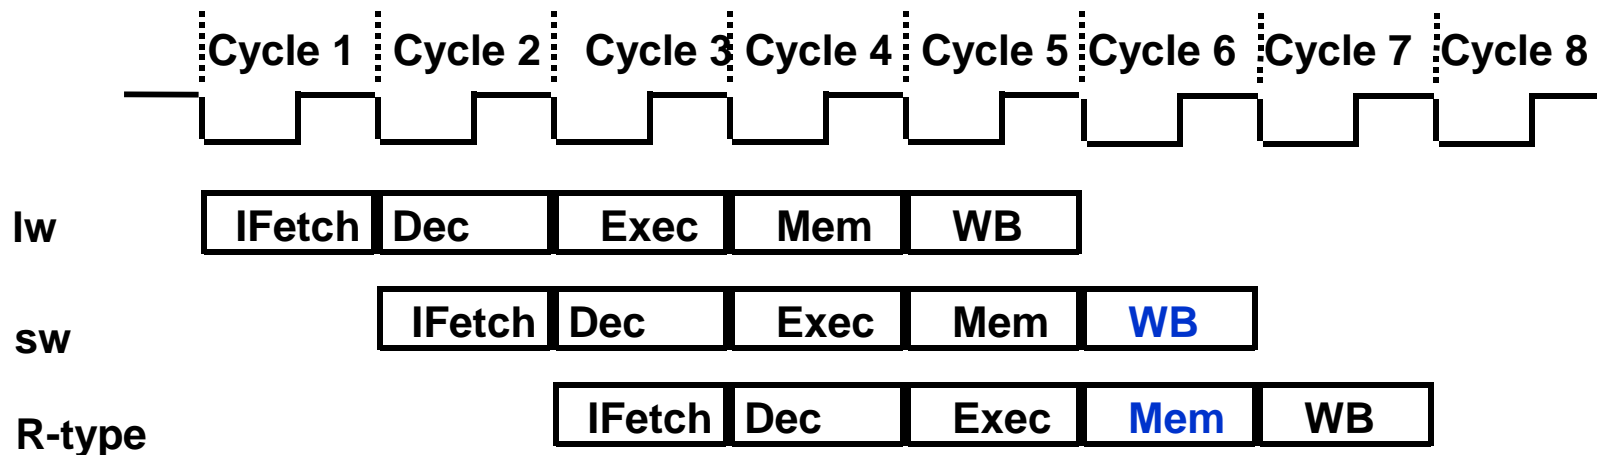 Cycle 1 Cycle 2 Cycle 3 Cycle 4 Cycle 5 Cycle 6 Cycle 7 Cycle 8
lw IFetch Dec Exec Mem WB
sw IFetch Dec Exec Mem WB
R-type IFetch Dec Exec Mem WB